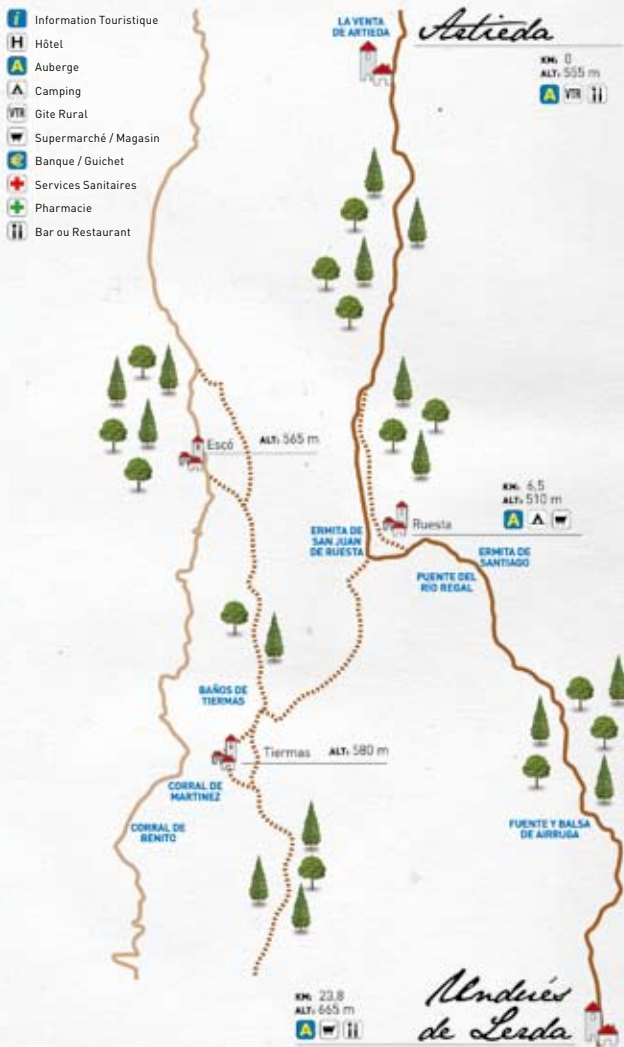 i Information Touristique
H Hôtel
A Auberge
Camping
VTR Gite Rural
Supermarché / Magasin
€ Banque / Guichet
Services Sanitaires
Pharmacie
Bar ou Restaurant
LA VENTA
DE ARTIEDA
Artieda
KM: 0
ALT: 555 m
A VTR
Escó
ALT: 565 m
KM: 6,5
ALT: 510 m
A
Ruesta
ERMITA DE
SAN JUAN
DE RUESTA
ERMITA DE
SANTIAGO
PUENTE DEL
RIO REGAL
BAÑOS DE
TIERMAS
Tiermas
ALT: 580 m
CORRAL DE
MARTINEZ
CORRAL DE
BENITO
FUENTE Y BALSA
DE AIRRUGA
KM: 23,8
ALT: 665 m
A
Undués
de Lerda